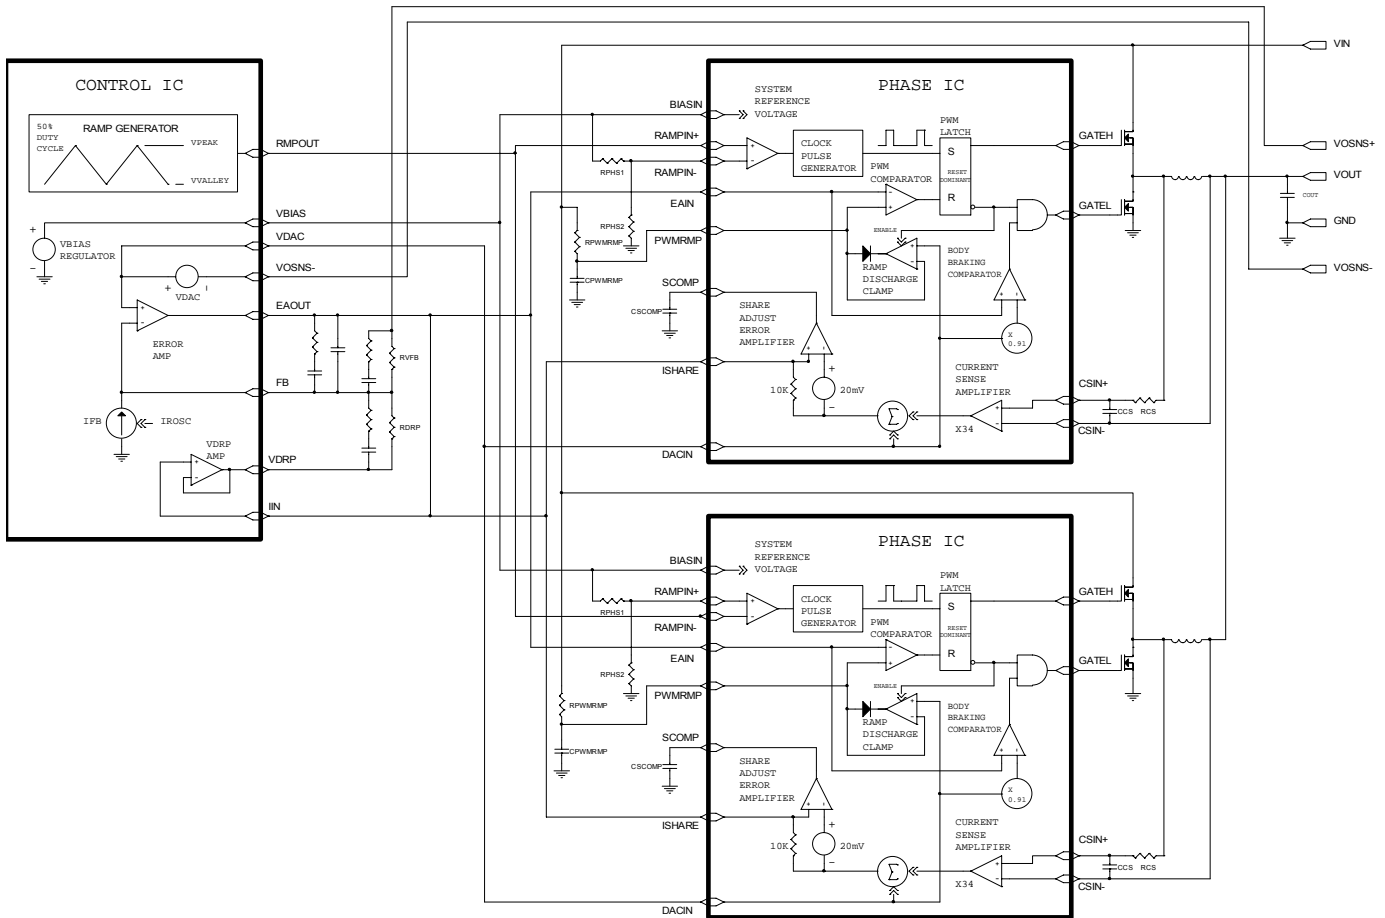 CONTROL IC
50%
DUTY
CYCLE
RAMP GENERATOR
VPEAK
VVALLEY
RMPOUT
VBIAS
VDAC
VOSNS-
EAOUT
FB
VDRP
IIN
+
-
VBIAS
REGULATOR
+
-
VDAC
+
-
ERROR
AMP
IFB
IROSC
VDRP
AMP
+
-
RVFB
RDRP
VIN
VOSNS+
VOUT
COUT
GND
VOSNS-
PHASE IC
BIASIN
SYSTEM
REFERENCE
VOLTAGE
RAMPIN+
RAMPIN-
RPHS1
RPHS2
EAIN
PWMRMP
RPWMRMP
CPWMRMP
SCOMP
CSCOMP
ISHARE
DACIN
+
-
CLOCK
PULSE
GENERATOR
PWM
LATCH
S
RESET
DOMINANT
R
PWM
COMPARATOR
-
+
ENABLE
+
-
RAMP
DISCHARGE
CLAMP
BODY
BRAKING
COMPARATOR
+
-
X
0.91
SHARE
ADJUST
ERROR
AMPLIFIER
+
-
10K
+
-
20mV
Σ
CURRENT
SENSE
AMPLIFIER
+
-
X34
GATEH
GATEL
CSIN+
CSIN-
CCS
RCS
PHASE IC
BIASIN
SYSTEM
REFERENCE
VOLTAGE
RAMPIN+
RAMPIN-
RPHS1
RPHS2
EAIN
PWMRMP
RPWMRMP
CPWMRMP
SCOMP
CSCOMP
ISHARE
DACIN
+
-
CLOCK
PULSE
GENERATOR
PWM
LATCH
S
RESET
DOMINANT
R
PWM
COMPARATOR
-
+
ENABLE
+
-
RAMP
DISCHARGE
CLAMP
BODY
BRAKING
COMPARATOR
+
-
X
0.91
SHARE
ADJUST
ERROR
AMPLIFIER
+
-
10K
+
-
20mV
Σ
CURRENT
SENSE
AMPLIFIER
+
-
X34
GATEH
GATEL
CSIN+
CSIN-
CCS
RCS